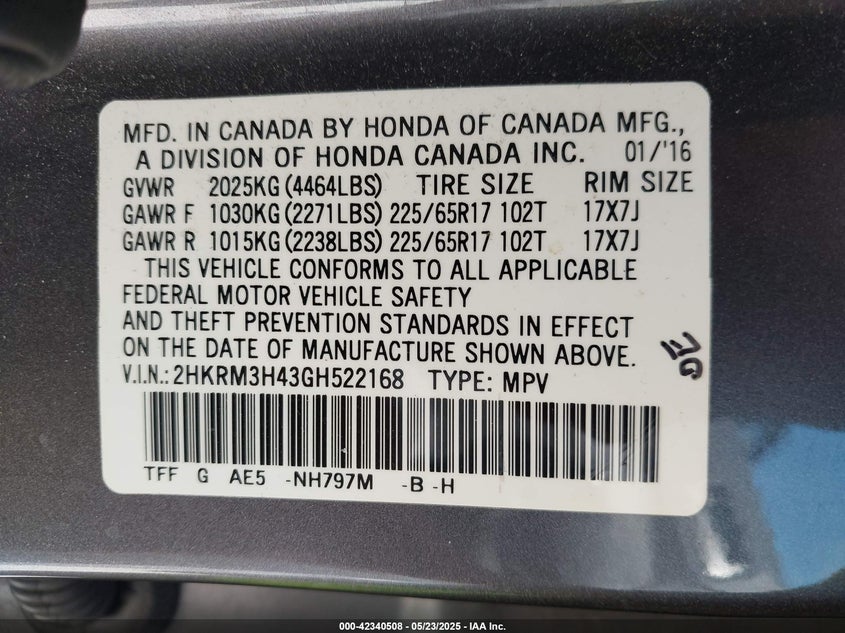 MFD. IN CANADA BY HONDA OF CANADA MFG.,
A DIVISION OF HONDA CANADA INC. 01/'16
GVWR 2025KG (4464LBS) TIRE SIZE RIM SIZE
GAWR F 1030KG (2271LBS) 225/65R17 102T 17X7J
GAWR R 1015KG (2238LBS) 225/65R17 102T 17X7J
THIS VEHICLE CONFORMS TO ALL APPLICABLE
FEDERAL MOTOR VEHICLE SAFETY
AND THEFT PREVENTION STANDARDS IN EFFECT
ON THE DATE OF MANUFACTURE SHOWN ABOVE.
V.I.N.: 2HKRM3H43GH522168 TYPE: MPV
TFF G AE5 -NH797M -B -H
000-42340508 - 05/23/2025 - IAA Inc.